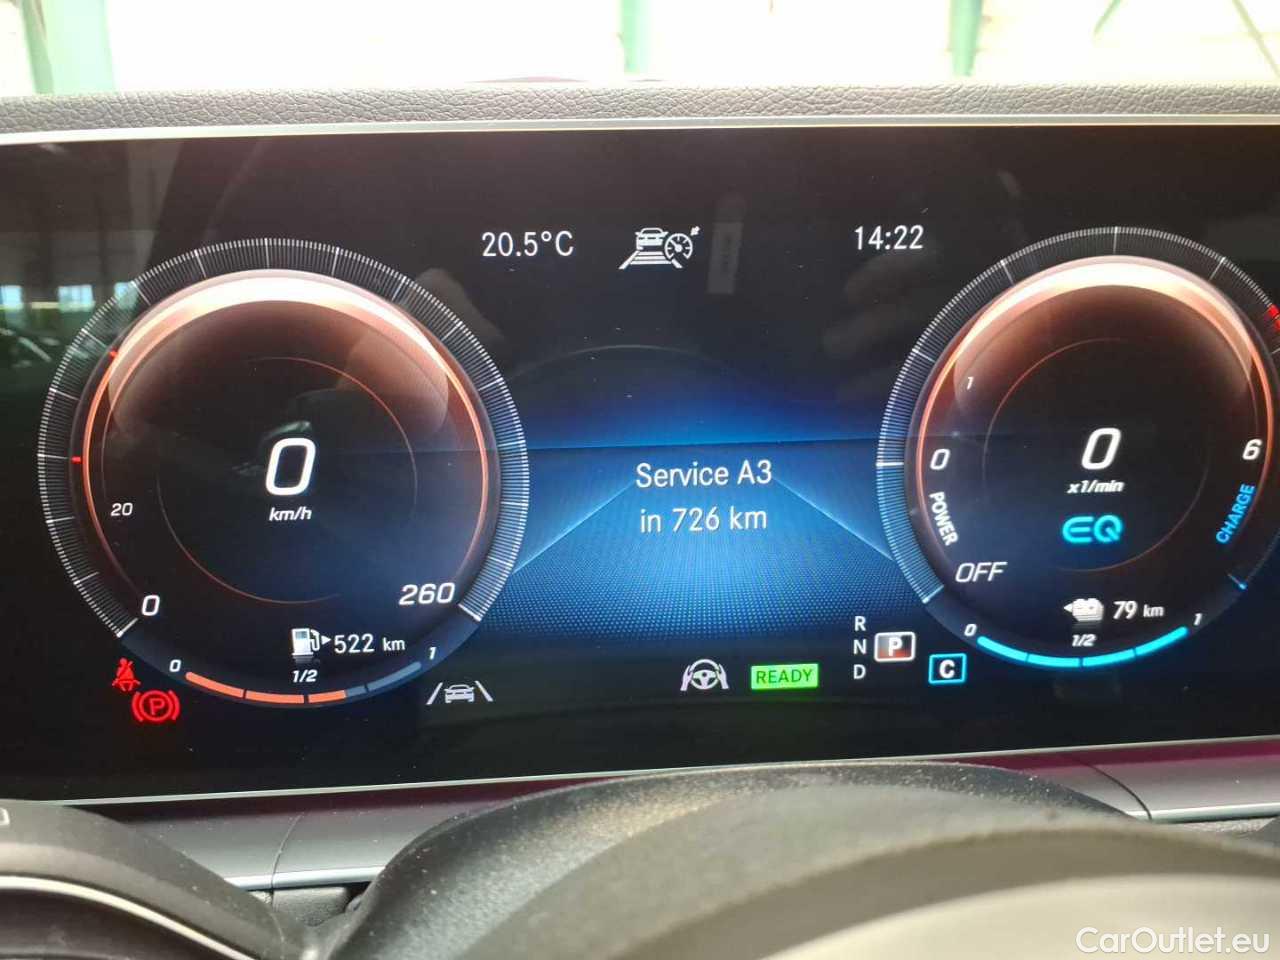 20.5°C
14:22
0
km/h
20
0
260
522 km
0
1/2
1
P
Service A3
in 726 km
READY
R
N
D
P
C
1
0
6
0
x1/min
POWER
CHARGE
EQ
OFF
79 km
0
1/2
1
CarOutlet.eu